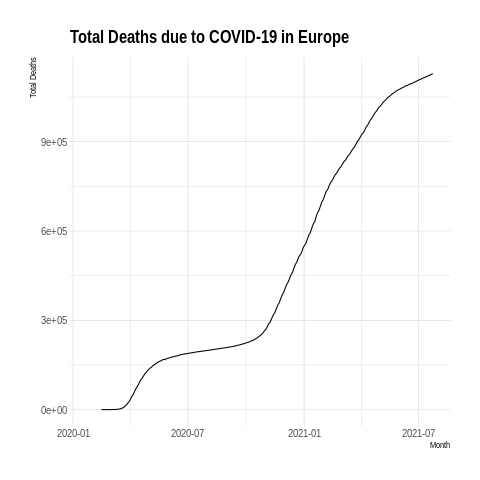 Total Deaths due to COVID-19 in Europe
Total Deaths
9e+05
6e+05
3e+05
0e+00
2020-01
2020-07
2021-01
2021-07
Month